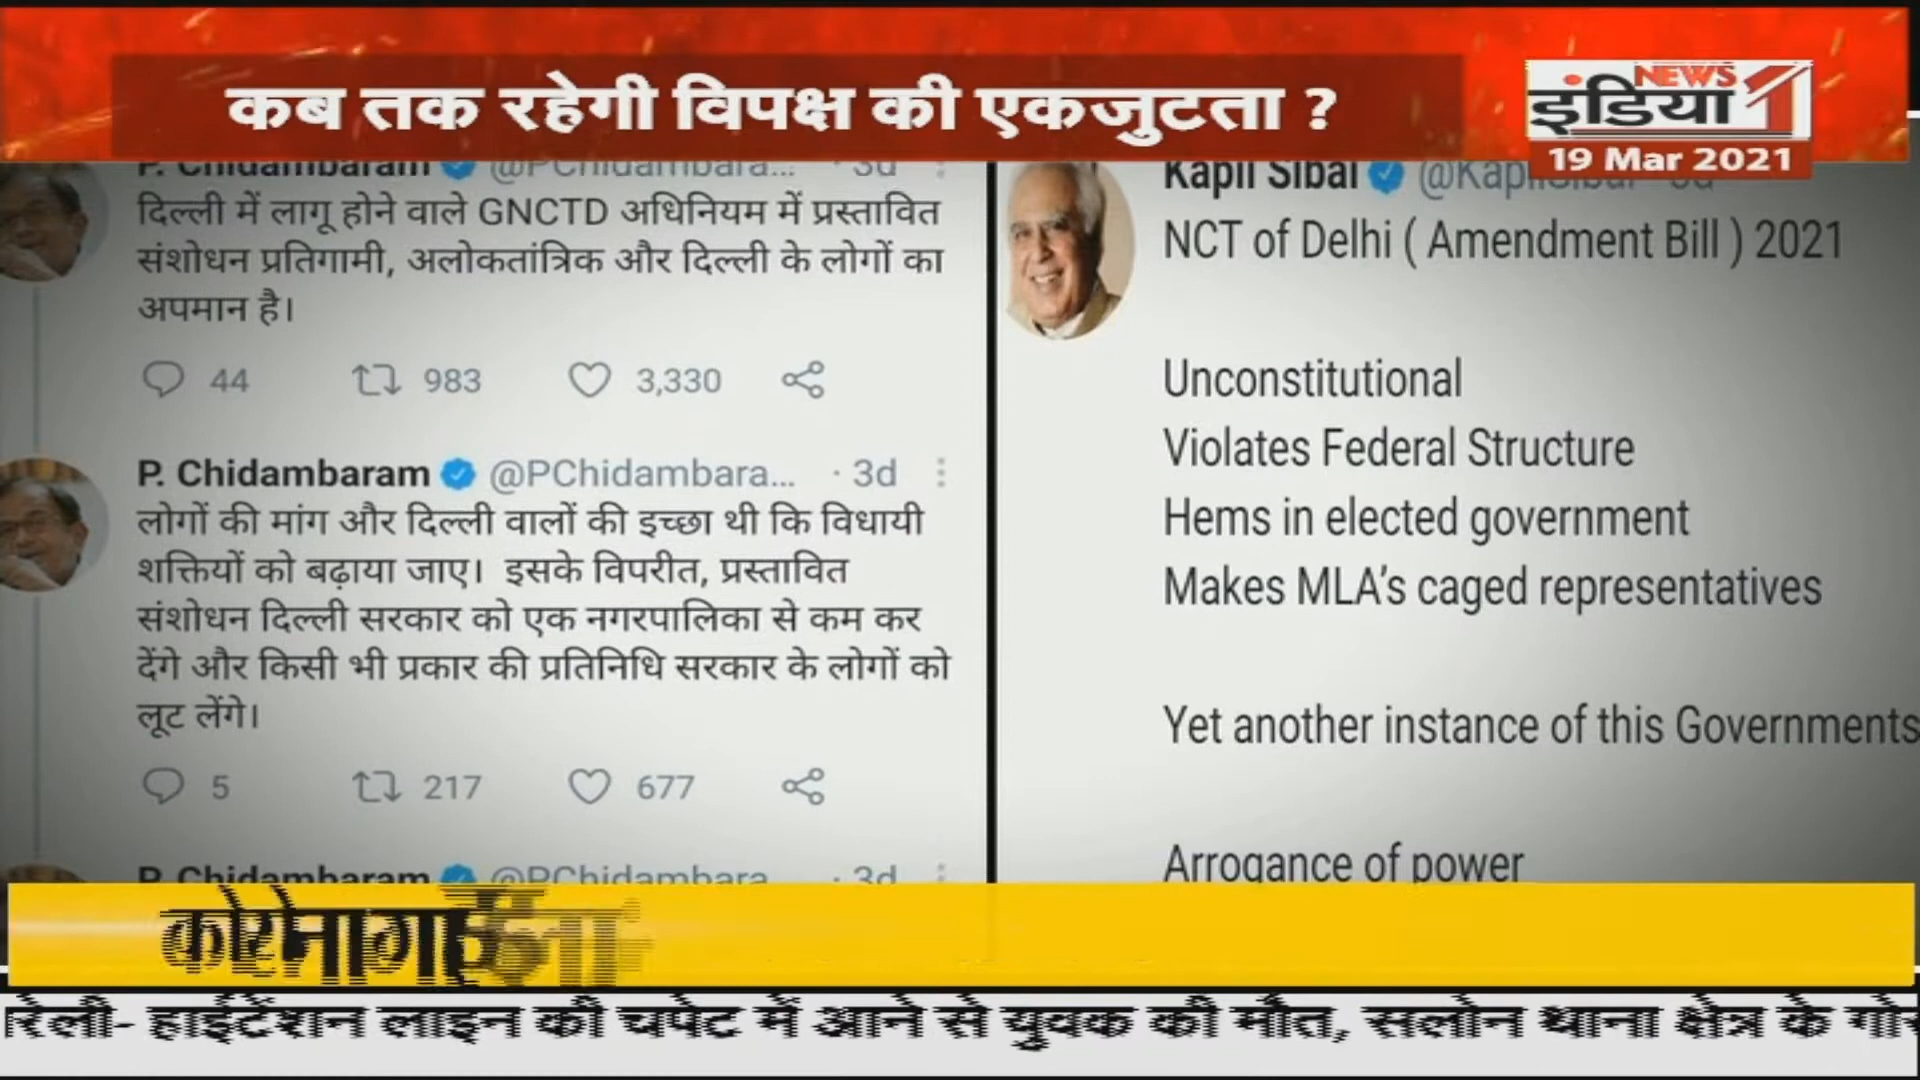 कब तक रहेगी विपक्ष की एकजुटता ?
NEWS
इंडिया 1
19 Mar 2021
P. Chidambaram @PChidambara... · 3d
दिल्ली में लागू होने वाले GNCTD अधिनियम में प्रस्तावित
संशोधन प्रतिगामी, अलोकतांत्रिक और दिल्ली के लोगों का
अपमान है।
44 983 3,330
P. Chidambaram @PChidambara... · 3d
लोगों की मांग और दिल्ली वालों की इच्छा थी कि विधायी
शक्तियों को बढ़ाया जाए। इसके विपरीत, प्रस्तावित
संशोधन दिल्ली सरकार को एक नगरपालिका से कम कर
देंगे और किसी भी प्रकार की प्रतिनिधि सरकार के लोगों को
लूट लेंगे।
5 217 677
P. Chidambaram @PChidambara... · 3d
Kapil Sibal @KapilSibal
NCT of Delhi ( Amendment Bill ) 2021
Unconstitutional
Violates Federal Structure
Hems in elected government
Makes MLA’s caged representatives
Yet another instance of this Governments
Arrogance of power
हाईटेंशन लाइन की चपेट में आने से युवक की मौत, सलोन थाना क्षेत्र के